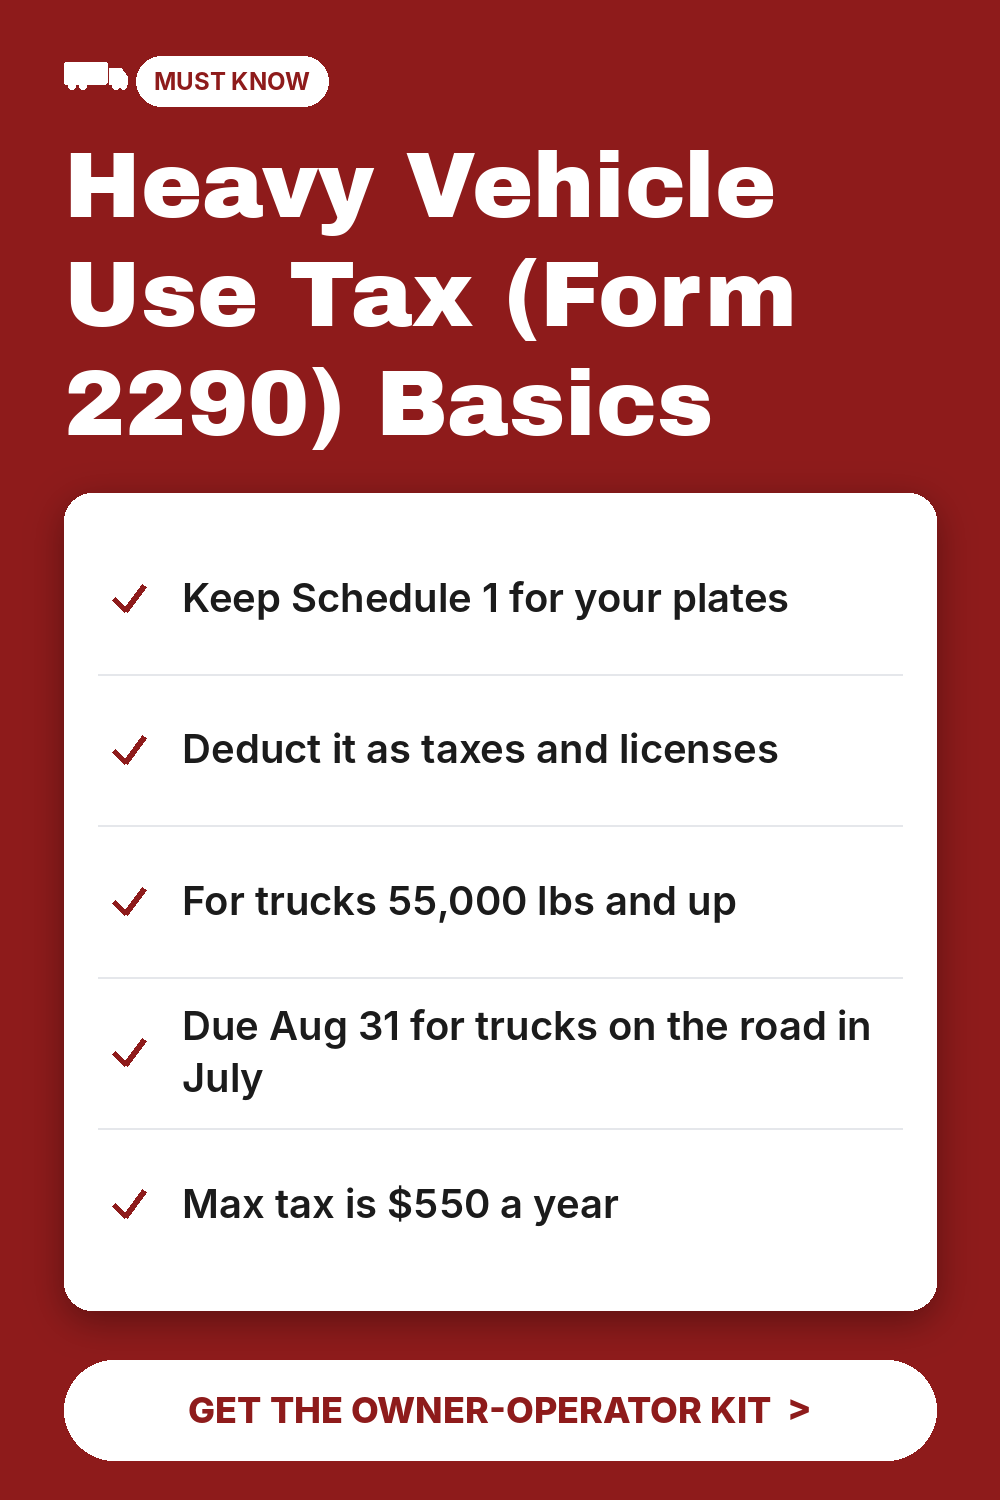 MUST KNOW
Heavy Vehicle
Use Tax (Form
2290) Basics
Keep Schedule 1 for your plates
Deduct it as taxes and licenses
For trucks 55,000 lbs and up
Due Aug 31 for trucks on the road in
July
Max tax is $550 a year
GET THE OWNER-OPERATOR KIT >